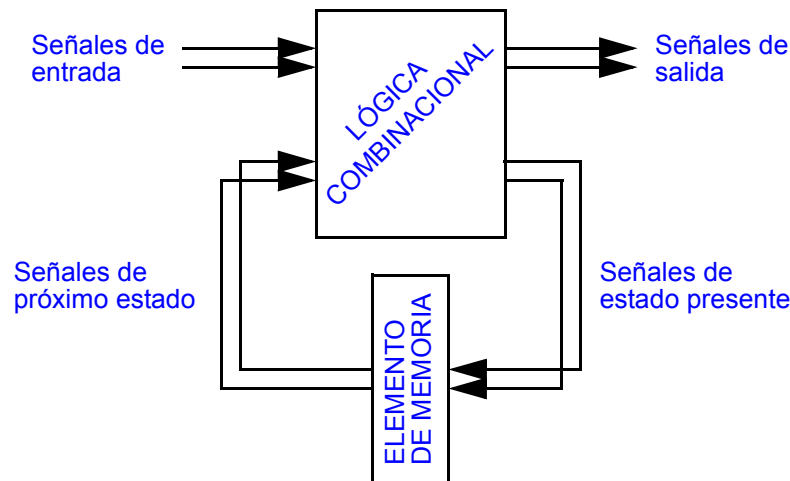 Señales de
entrada
LÓGICA
COMBINACIONAL
Señales de
salida
Señales de
próximo estado
ELEMENTO
DE MEMORIA
Señales de
estado presente